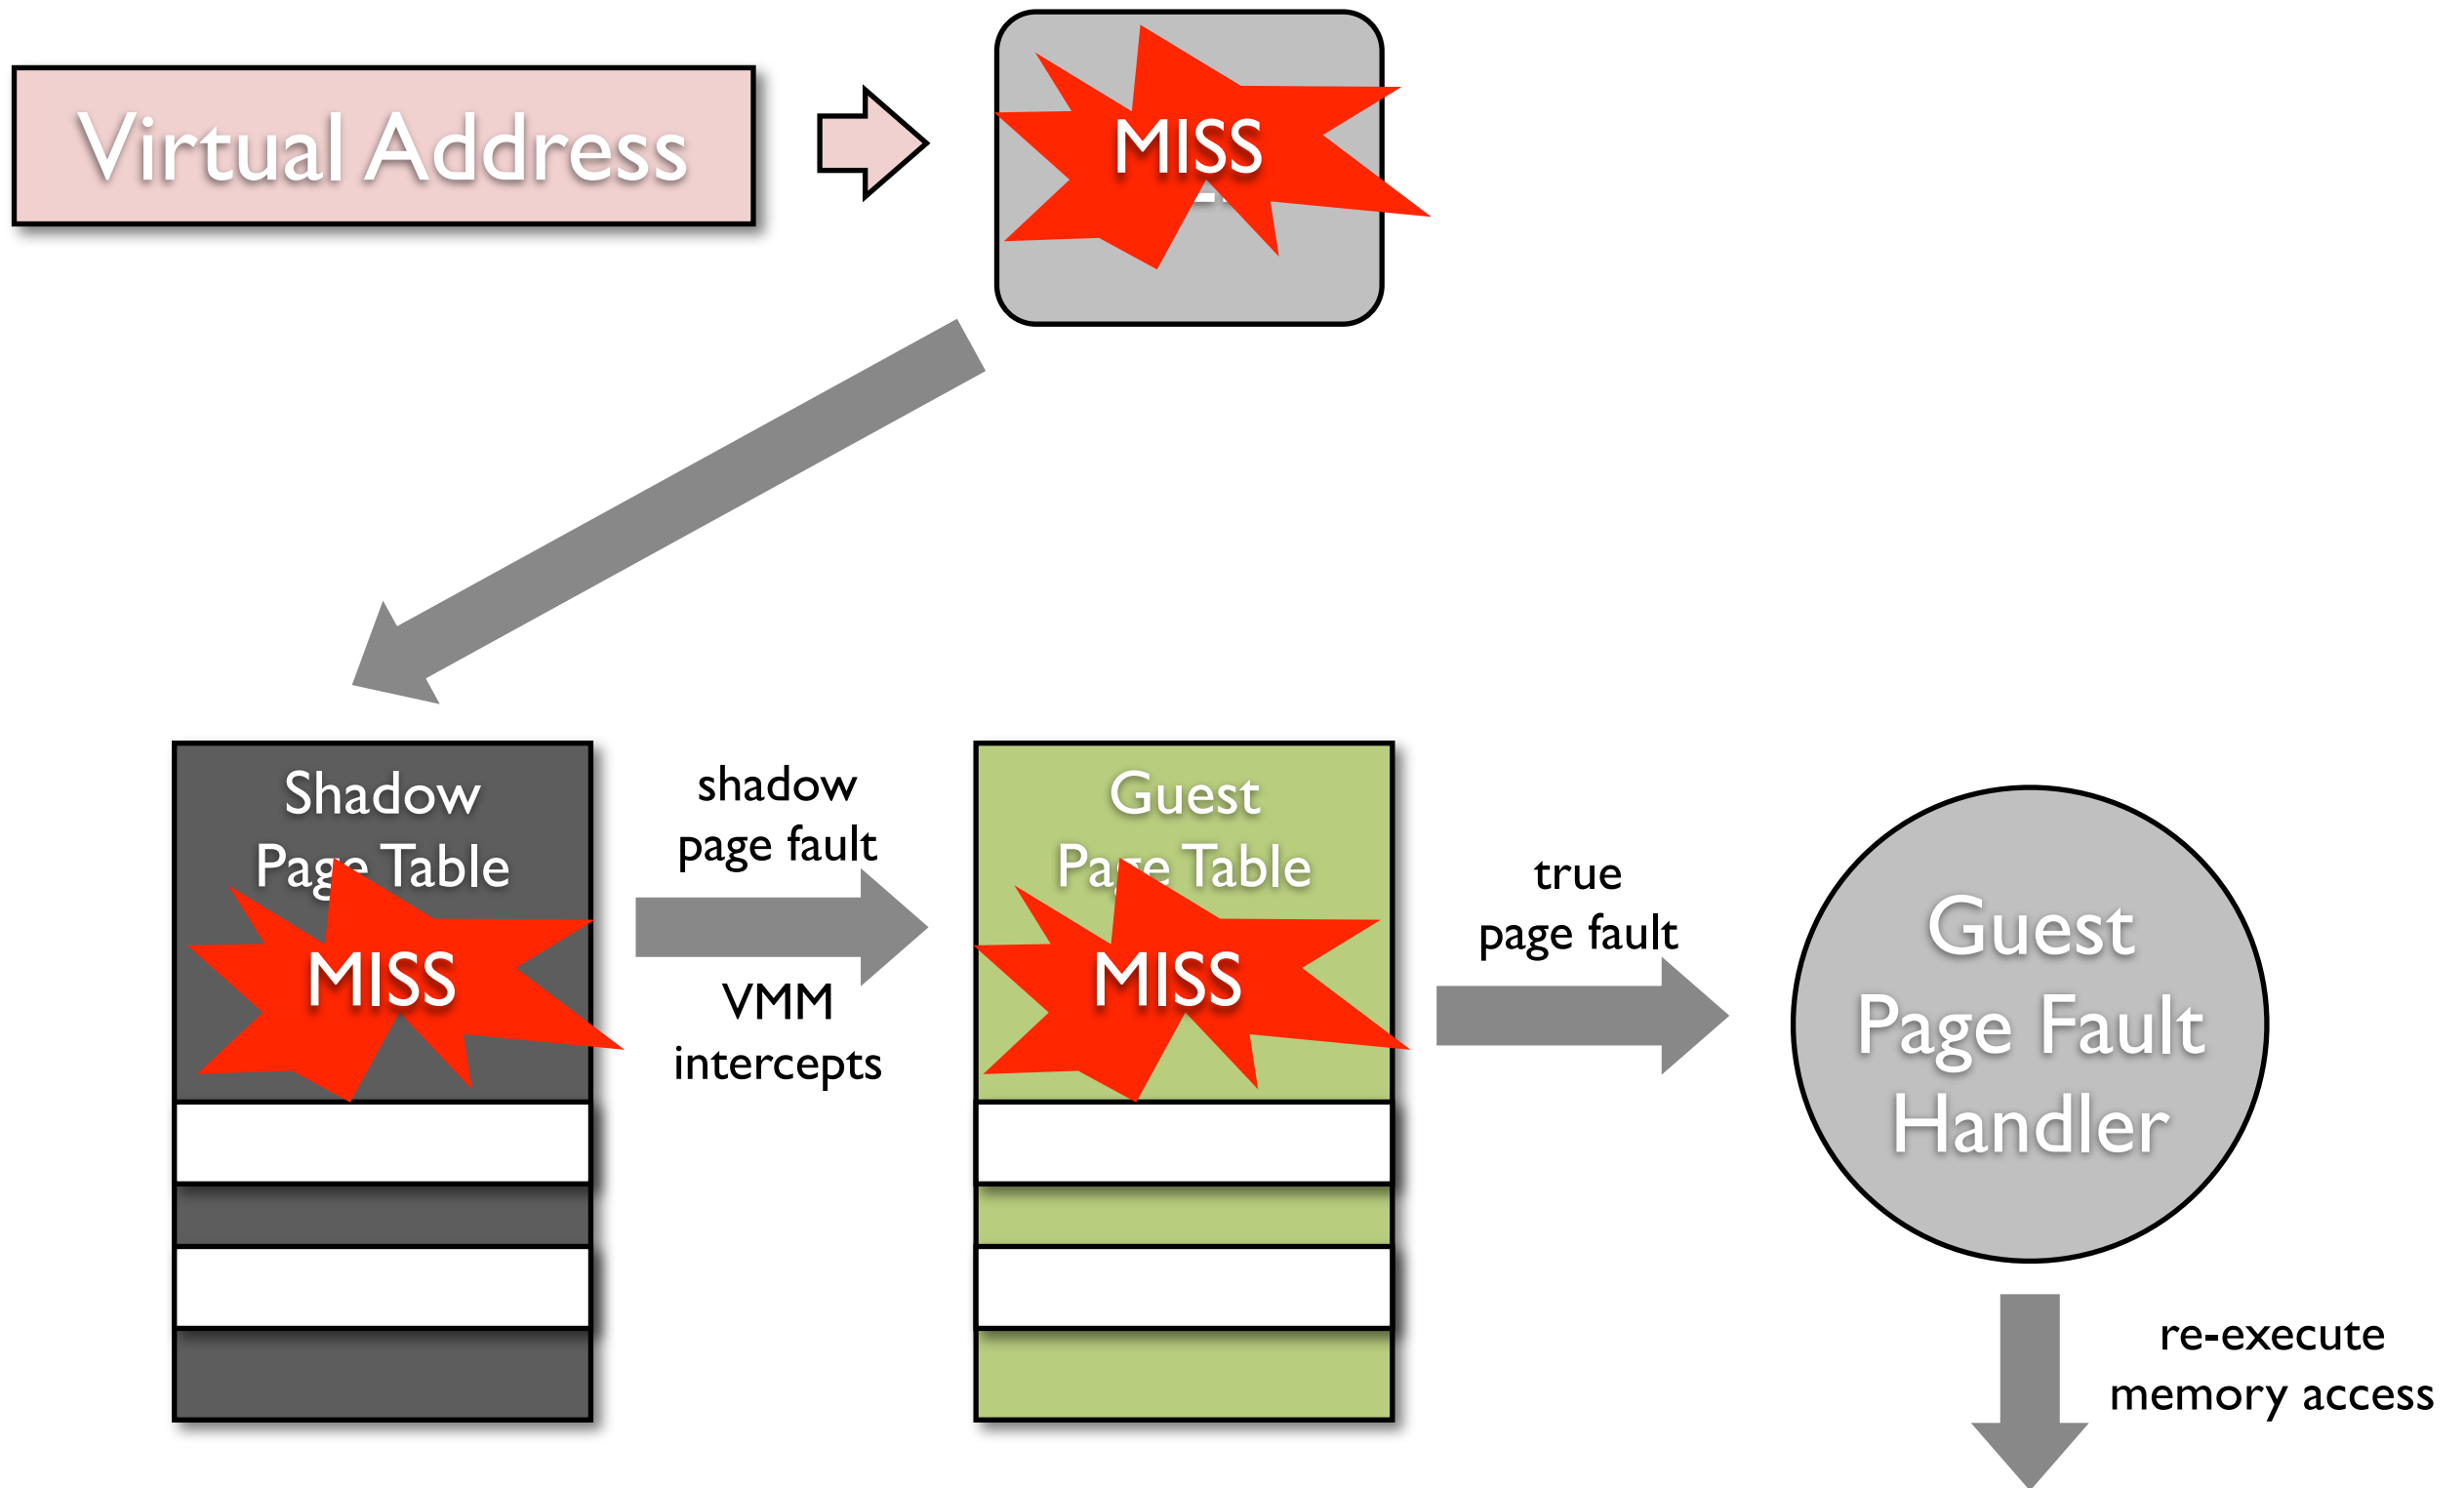 Virtual Address
MISS
Shadow
Page Table
MISS
shadow
page fault
VMM
intercepts
Guest
Page Table
MISS
true
page fault
Guest
Page Fault
Handler
re-execute
memory access